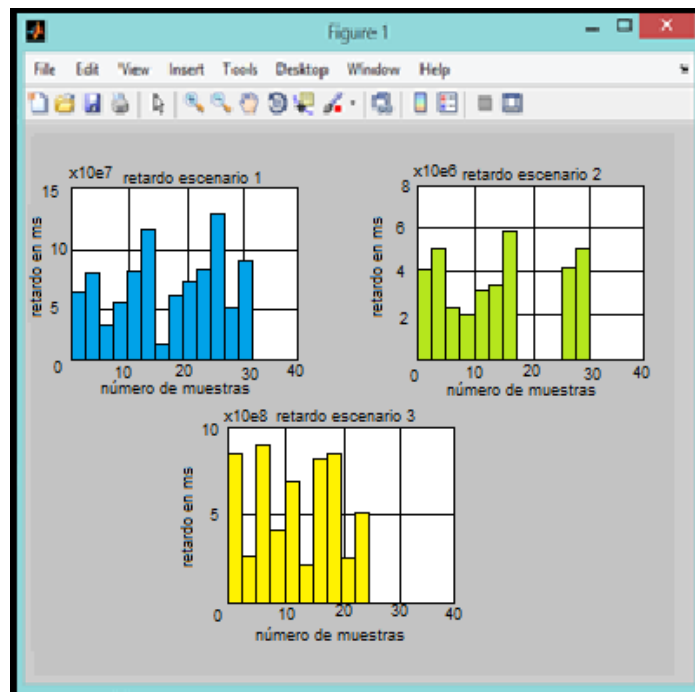 Figuire 1
File Edit View Insert Tools Desktop Window Help
x10e7 retardo escenario 1
15
10
5
0
10 20 30 40
retardo en ms
número de muestras
x10e6 retardo escenario 2
8
6
4
2
0
10 20 30 40
retardo en ms
número de muestras
x10e8 retardo escenario 3
10
5
0
10 20 30 40
retardo en ms
número de muestras